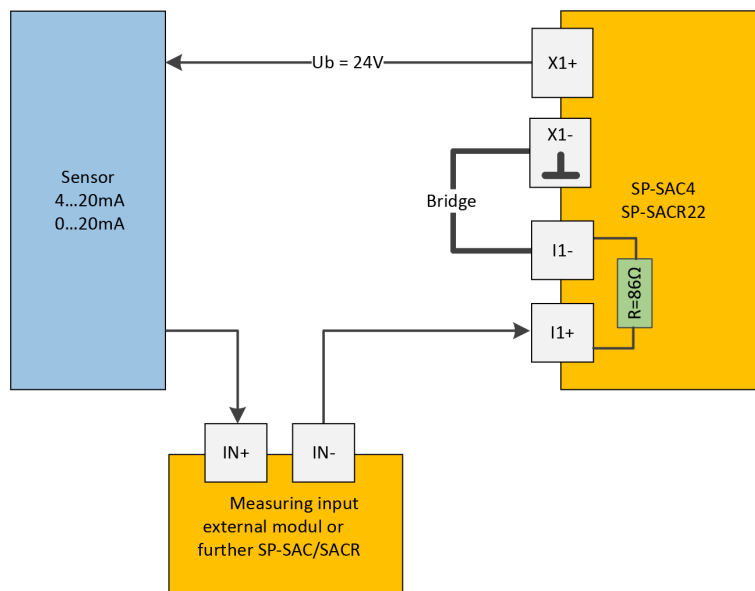 X1+
Ub = 24V
X1-
Sensor
4...20mA
0...20mA
SP-SAC4
SP-SACR22
Bridge
I1-
R=86Ω
I1+
IN+
IN-
Measuring input
external modul or
further SP-SAC/SACR